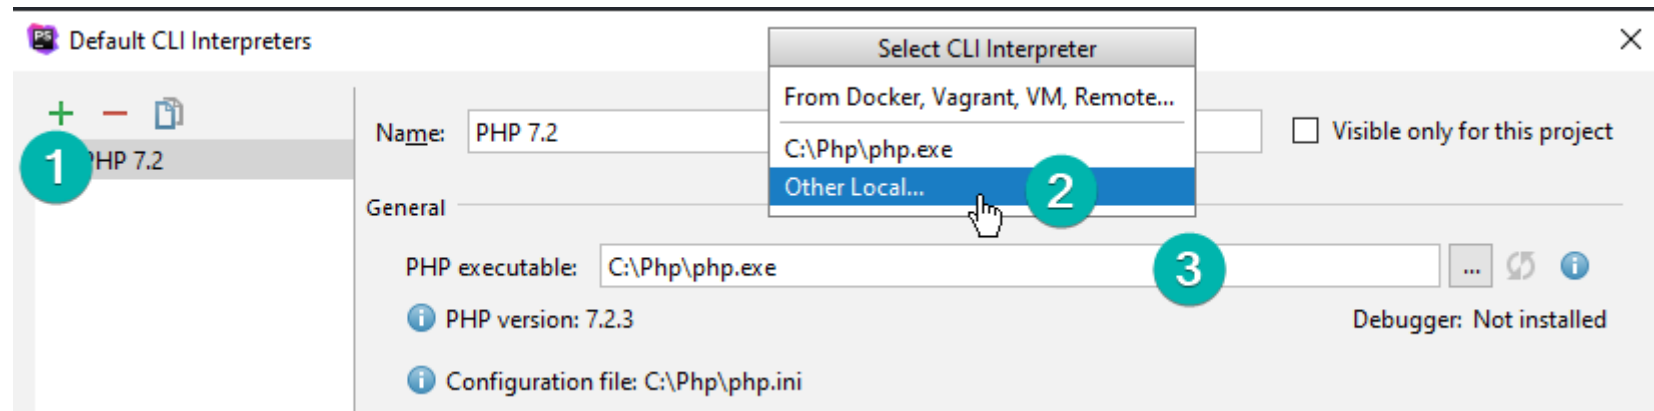 PS
Default CLI Interpreters
Select CLI Interpreter
From Docker, Vagrant, VM, Remote...
C:\Php\php.exe
Other Local...
2
1
HP 7.2
Name: PHP 7.2
Visible only for this project
General
PHP executable: C:\Php\php.exe
3
...
PHP version: 7.2.3
Debugger: Not installed
Configuration file: C:\Php\php.ini